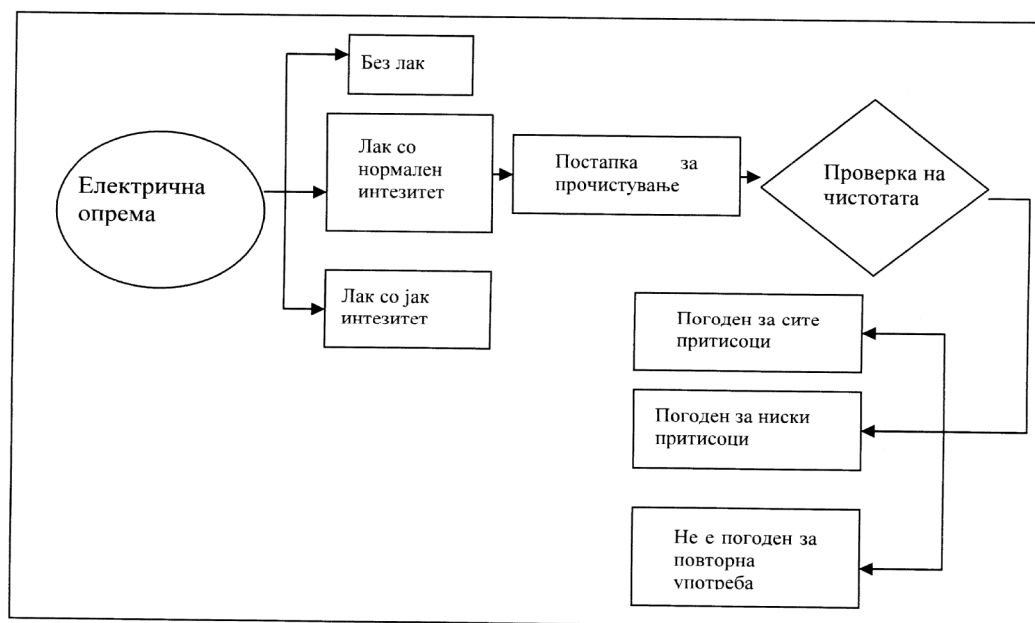 Без лак
Електрична
опрема
Лак со
нормален
интезитет
Лак со јак
интезитет
Постапка за
прочистување
Проверка на
чистотата
Погоден за сите
притисоци
Погоден за ниски
притисоци
Не е погоден за
повторна
употреба